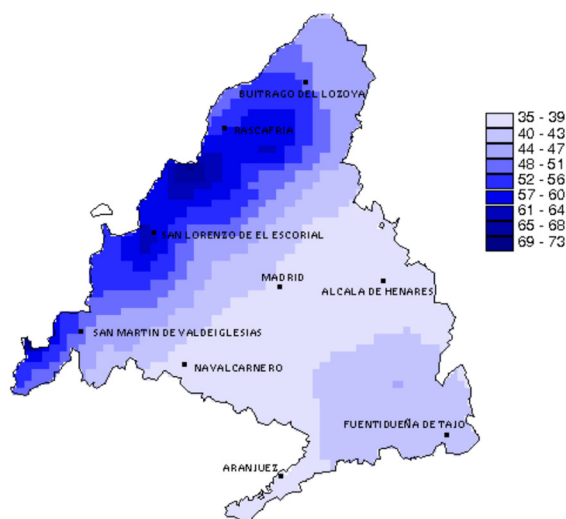 BUITRAGO DEL LOZOYA
RASCAFRIA
SAN LORENZO DE EL ESCORIAL
MADRID
ALCALA DE HENARES
SAN MARTIN DE VALDEIGLESIAS
NAVALCARNERO
FUENTIDUEÑA DE TAJO
ARANJUEZ
35 - 39
40 - 43
44 - 47
48 - 51
52 - 56
57 - 60
61 - 64
65 - 68
69 - 73